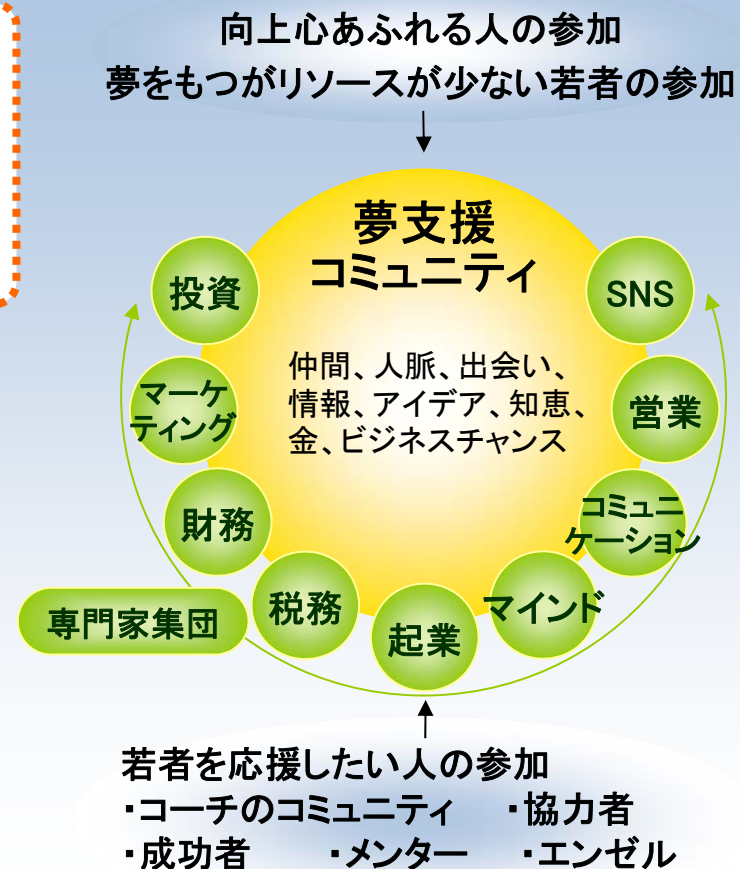 向上心あふれる人の参加
夢をもつがリソースが少ない若者の参加
夢支援
コミュニティ
仲間、人脈、出会い、
情報、アイデア、知恵、
金、ビジネスチャンス
投資
マーケ
ティング
財務
税務
起業
マインド
コミュニ
ケーション
営業
SNS
専門家集団
若者を応援したい人の参加
・コーチのコミュニティ ・協力者
・成功者 ・メンター ・エンゼル